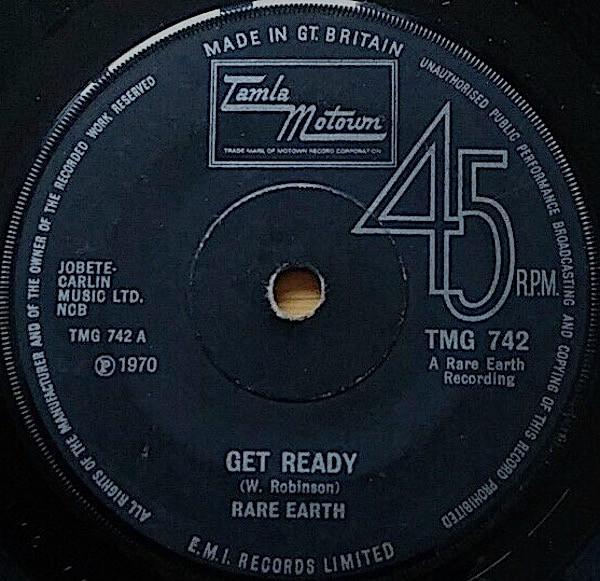 MADE IN GT. BRITAIN
UNAUTHORISED PUBLIC PERFORMANCE BROADCASTING AND COPYING OF THIS RECORD PROHIBITED
Tamla
Motown
TRADE MARK OF MOTOWN RECORD CORPORATION
45
R.P.M.
JOBETE-
CARLIN
MUSIC LTD.
NCB
TMG 742 A
Ⓟ 1970
TMG 742
A Rare Earth
Recording
GET READY
(W. Robinson)
RARE EARTH
E.M.I. RECORDS LIMITED
ALL RIGHTS OF THE MANUFACTURER AND OF THE OWNER OF THE RECORDED WORK RESERVED